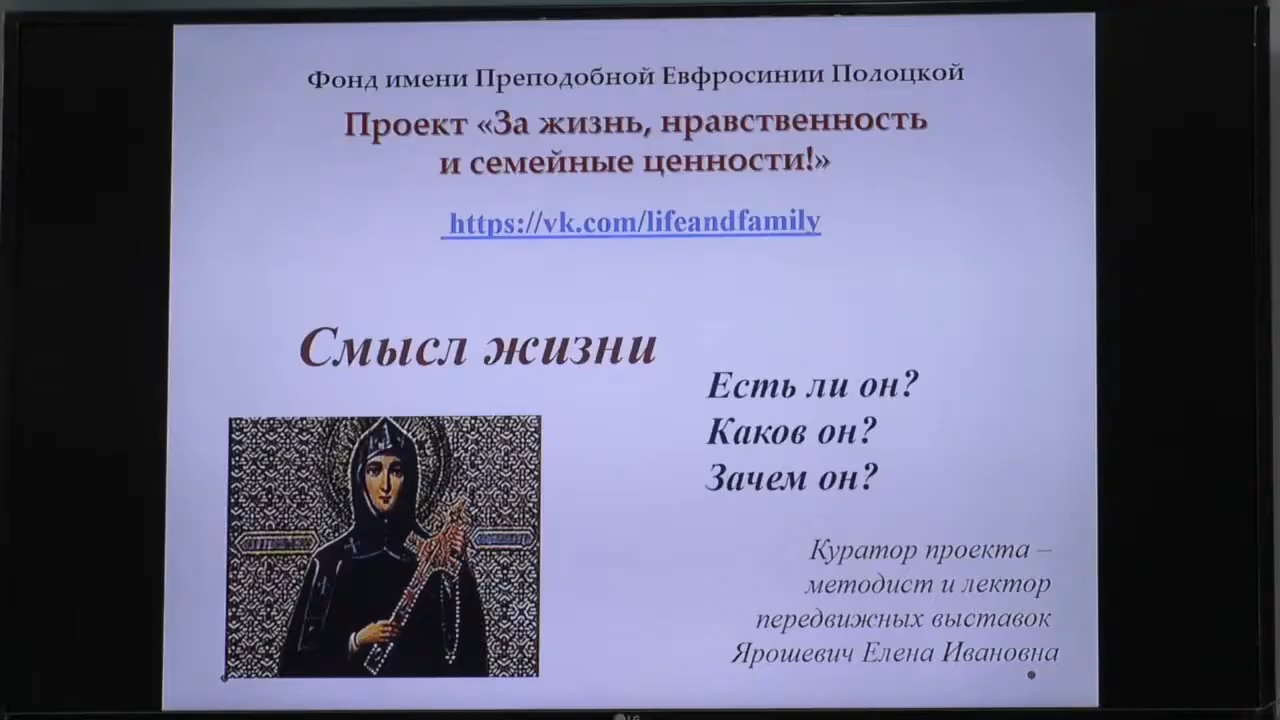 Фонд имени Преподобной Евфросинии Полоцкой
Проект «За жизнь, нравственность
и семейные ценности!»
https://vk.com/lifeandfamily
Смысл жизни
Есть ли он?
Каков он?
Зачем он?
Куратор проекта –
методист и лектор
передвижных выставок
Ярошевич Елена Ивановна
LG